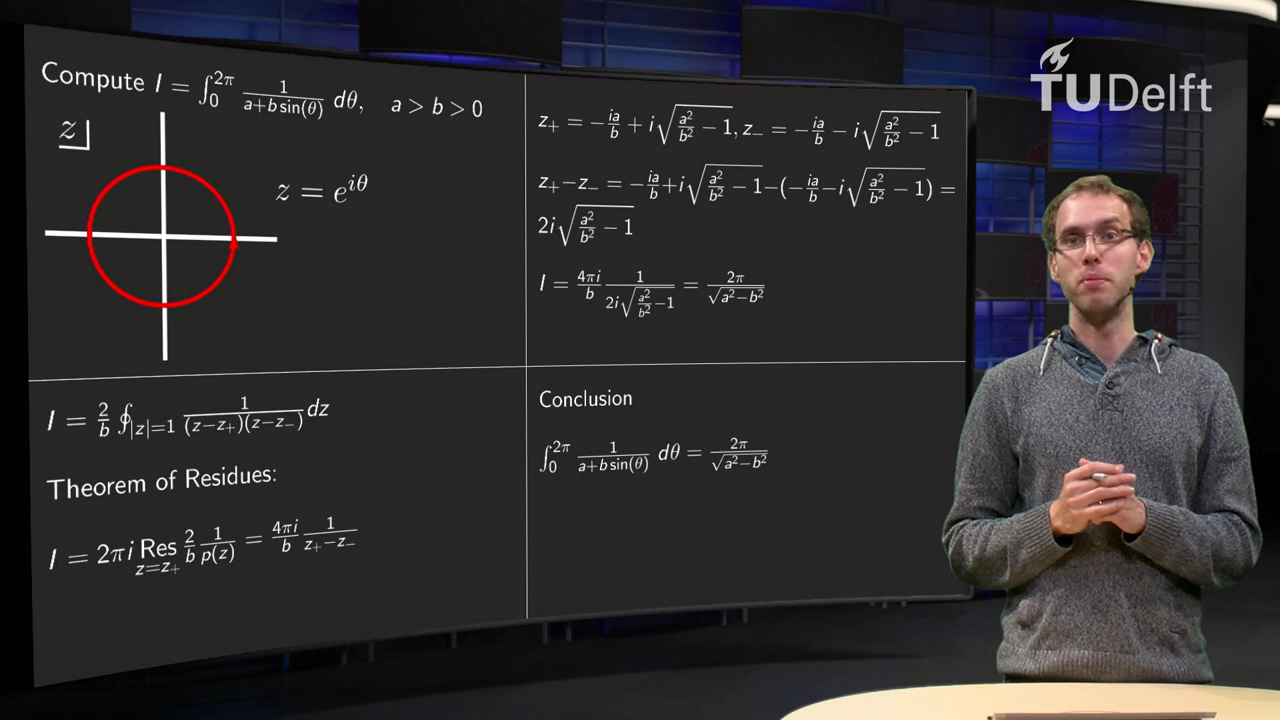 Compute I = ∫₀^{2π} 1/(a+b sin(θ)) dθ, a > b > 0
z
z = e^{iθ}
I = 2/b ∮_{|z|=1} 1/((z−z₊)(z−z₋)) dz
Theorem of Residues:
I = 2πi Res_{z=z₊} 2/b 1/p(z) = 4πi/b 1/(z₊−z₋)
z₊ = −ia/b + i√(a²/b² − 1), z₋ = −ia/b − i√(a²/b² − 1)
z₊−z₋ = −ia/b + i√(a²/b² − 1)−(−ia/b−i√(a²/b² − 1)) =
2i√(a²/b² − 1)
I = 4πi/b 1/(2i√(a²/b²−1)) = 2π/√(a²−b²)
Conclusion
∫₀^{2π} 1/(a+b sin(θ)) dθ = 2π/√(a²−b²)
TUDelft